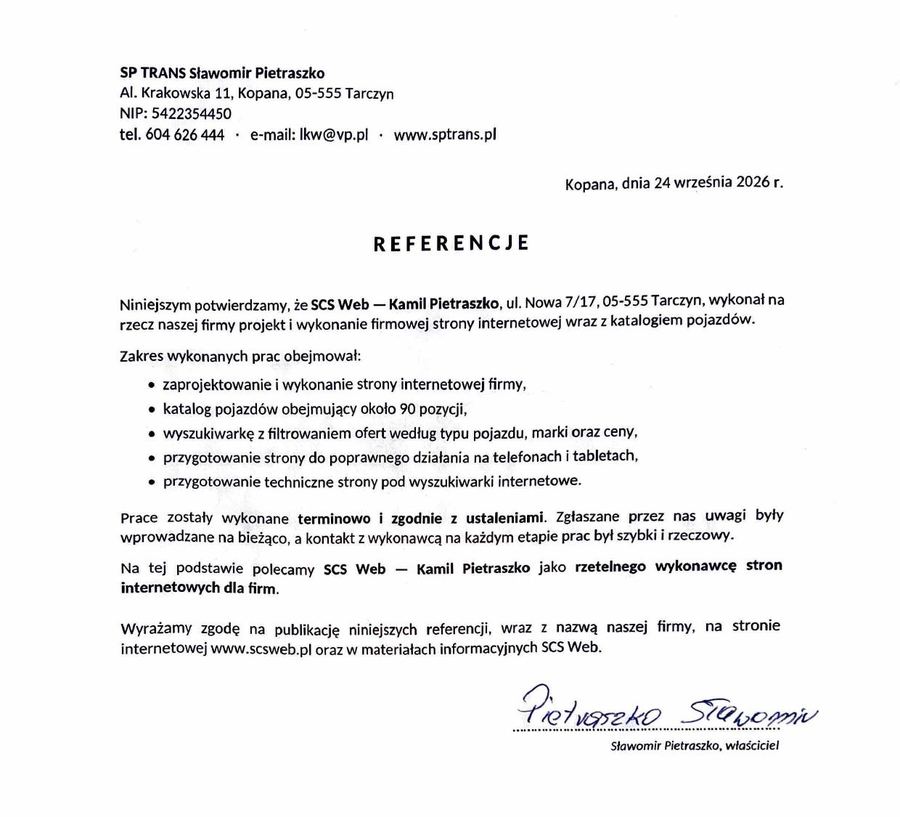 SP TRANS Sławomir Pietraszko
Al. Krakowska 11, Kopana, 05-555 Tarczyn
NIP: 5422354450
tel. 604 626 444 · e-mail: lkw@vp.pl · www.sptrans.pl
Kopana, dnia 24 września 2026 r.
REFERENCJE
Niniejszym potwierdzamy, że SCS Web — Kamil Pietraszko, ul. Nowa 7/17, 05-555 Tarczyn, wykonał na
rzecz naszej firmy projekt i wykonanie firmowej strony internetowej wraz z katalogiem pojazdów.
Zakres wykonanych prac obejmował:
• zaprojektowanie i wykonanie strony internetowej firmy,
• katalog pojazdów obejmujący około 90 pozycji,
• wyszukiwarkę z filtrowaniem ofert według typu pojazdu, marki oraz ceny,
• przygotowanie strony do poprawnego działania na telefonach i tabletach,
• przygotowanie techniczne strony pod wyszukiwarki internetowe.
Prace zostały wykonane terminowo i zgodnie z ustaleniami. Zgłaszane przez nas uwagi były
wprowadzane na bieżąco, a kontakt z wykonawcą na każdym etapie prac był szybki i rzeczowy.
Na tej podstawie polecamy SCS Web — Kamil Pietraszko jako rzetelnego wykonawcę stron
internetowych dla firm.
Wyrażamy zgodę na publikację niniejszych referencji, wraz z nazwą naszej firmy, na stronie
internetowej www.scsweb.pl oraz w materiałach informacyjnych SCS Web.
Pietraszko Sławomir
Sławomir Pietraszko, właściciel